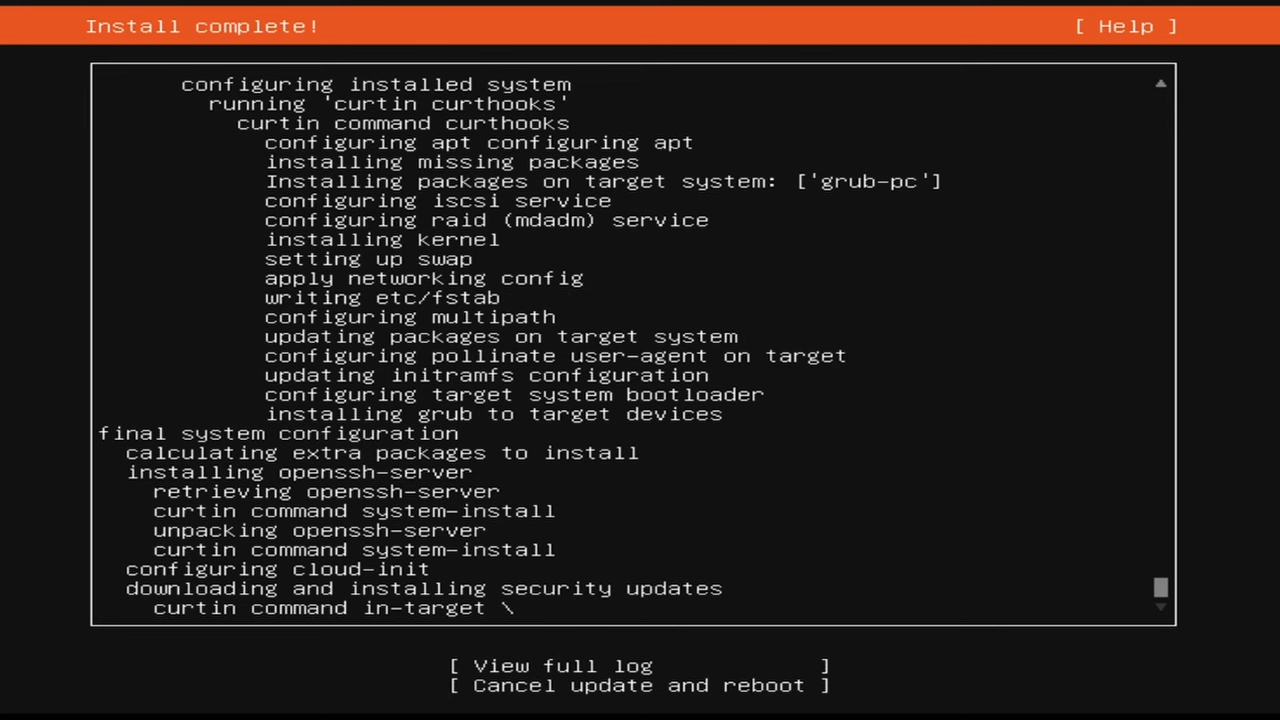 Install complete! [ Help ]
configuring installed system
running 'curtin curthooks'
curtin command curthooks
configuring apt configuring apt
installing missing packages
Installing packages on target system: ['grub-pc']
configuring iscsi service
configuring raid (mdadm) service
installing kernel
setting up swap
apply networking config
writing etc/fstab
configuring multipath
updating packages on target system
configuring pollinate user-agent on target
updating initramfs configuration
configuring target system bootloader
installing grub to target devices
final system configuration
calculating extra packages to install
installing openssh-server
retrieving openssh-server
curtin command system-install
unpacking openssh-server
curtin command system-install
configuring cloud-init
downloading and installing security updates
curtin command in-target \
[ View full log ]
[ Cancel update and reboot ]